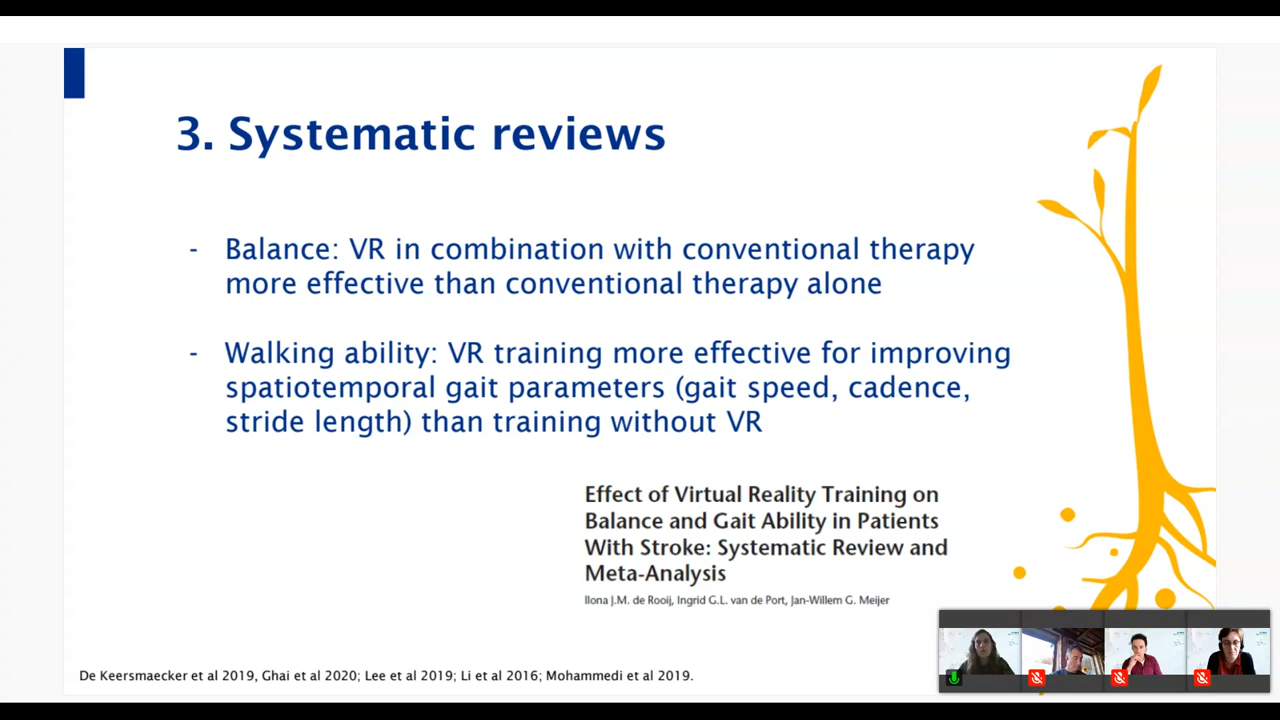 3. Systematic reviews
- Balance: VR in combination with conventional therapy
more effective than conventional therapy alone
- Walking ability: VR training more effective for improving
spatiotemporal gait parameters (gait speed, cadence,
stride length) than training without VR
Effect of Virtual Reality Training on
Balance and Gait Ability in Patients
With Stroke: Systematic Review and
Meta-Analysis
Ilona J.M. de Rooij, Ingrid G.L. van de Port, Jan-Willem G. Meijer
De Keersmaecker et al 2019, Ghai et al 2020; Lee et al 2019; Li et al 2016; Mohammedi et al 2019.